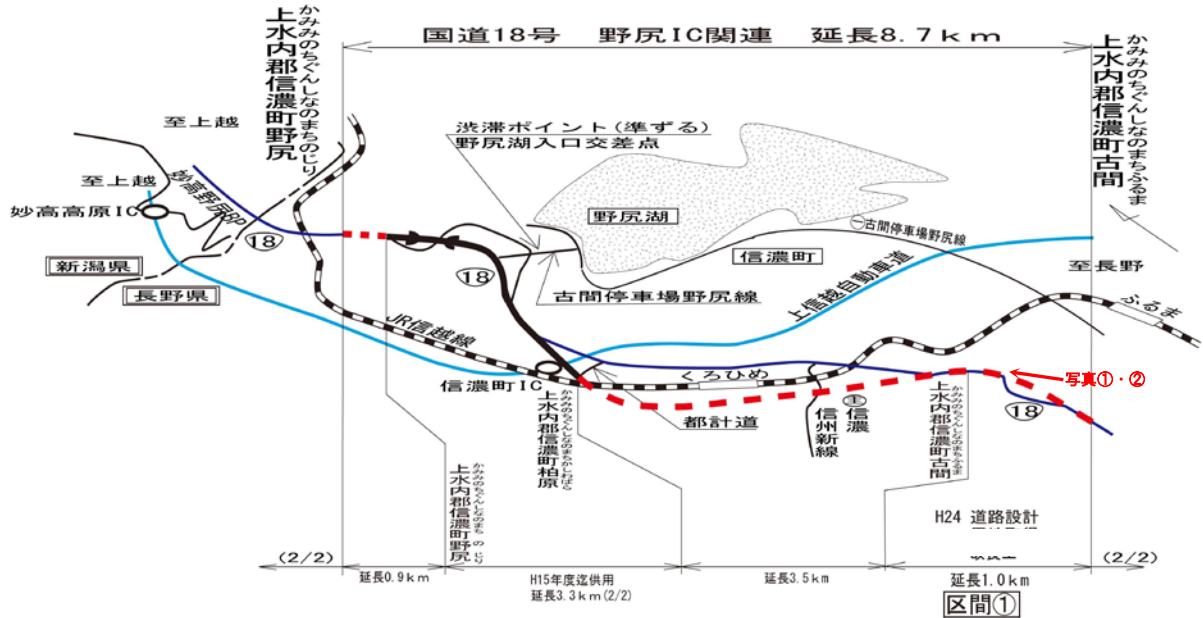 国道18号 野尻IC関連 延長8.7km
かみみのちぐんしなのまちのじり
上水内郡信濃町野尻
かみみのちぐんしなのまちふるま
上水内郡信濃町古間
至上越
渋滞ポイント(準ずる)
野尻湖入口交差点
至上越
妙高野尻BP
妙高高原IC
18
野尻湖
古間停車場野尻線
信濃町
新潟県
長野県
18
古間停車場野尻線
上信越自動車道
至長野
ふるま
JR信越線
信濃町IC
くろひめ
写真①・②
都計道
信濃
信州新線
18
かみみのちぐんしなのまちかしわばら
上水内郡信濃町柏原
かみみのちぐんしなのまちふるま
上水内郡信濃町古間
かみみのちぐんしなのまち のじり
上水内郡信濃町野尻
H24 道路設計
(2/2)
延長0.9km
H15年度迄供用
延長3.3km(2/2)
延長3.5km
延長1.0km
(2/2)
区間①